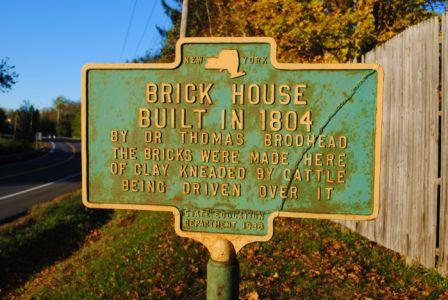 NEW YORK
BRICK HOUSE
BUILT IN 1804
BY DR THOMAS BRODHEAD
THE BRICKS WERE MADE HERE
OF CLAY KNEADED BY CATTLE
BEING DRIVEN OVER IT
STATE EDUCATION
DEPARTMENT 1938